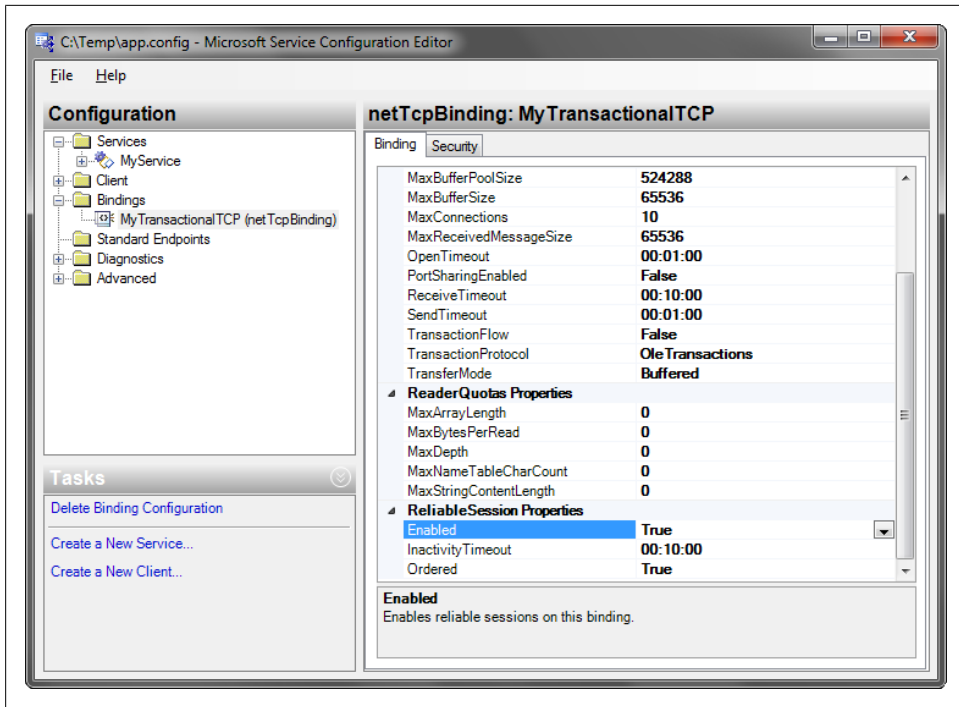 C:\Temp\app.config - Microsoft Service Configuration Editor
File Help
Configuration
Services
MyService
Client
Bindings
MyTransactionalTCP (netTcpBinding)
Standard Endpoints
Diagnostics
Advanced
Tasks
Delete Binding Configuration
Create a New Service...
Create a New Client...
netTcpBinding: MyTransactionalTCP
Binding Security
MaxBufferPoolSize 524288
MaxBufferSize 65536
MaxConnections 10
MaxReceivedMessageSize 65536
OpenTimeout 00:01:00
PortSharingEnabled False
ReceiveTimeout 00:10:00
SendTimeout 00:01:00
TransactionFlow False
TransactionProtocol OleTransactions
TransferMode Buffered
ReaderQuotas Properties
MaxArrayLength 0
MaxBytesPerRead 0
MaxDepth 0
MaxNameTableCharCount 0
MaxStringContentLength 0
ReliableSession Properties
Enabled True
InactivityTimeout 00:10:00
Ordered True
Enabled
Enables reliable sessions on this binding.